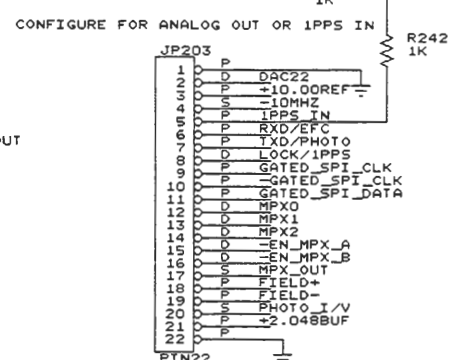 1K
CONFIGURE FOR ANALOG OUT OR 1PPS IN
R242
1K
JP203
1 P
2 D DAC22
3 P +10.00REF
4 S -10MHZ
5 P 1PPS_IN
6 P RXD/EFC
UT
7 P TXD/PHOTO
8 D LOCK/1PPS
9 P GATED_SPI_CLK
10 P -GATED_SPI_CLK
11 P GATED_SPI_DATA
12 D MPX0
13 D MPX1
14 D MPX2
15 D -EN_MPX_A
16 D -EN_MPX_B
17 S MPX_OUT
18 P FIELD+
19 P FIELD-
20 S PHOTO_I/V
21 P +2.048BUF
22 P
PIN22